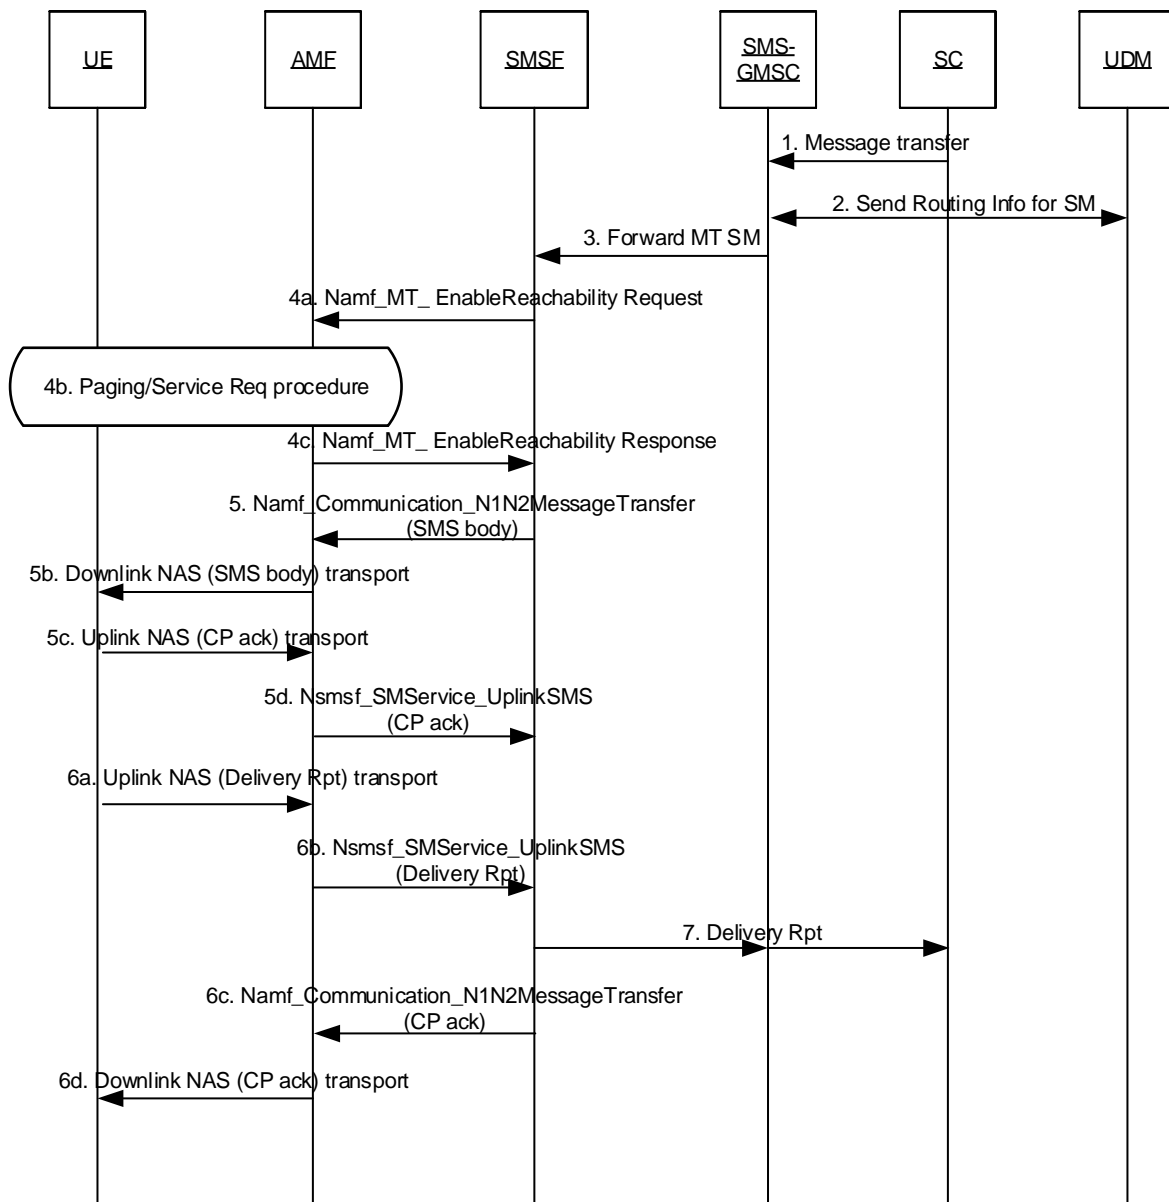 UE
AMF
SMSF
SMS-
GMSC
SC
UDM
1. Message transfer
2. Send Routing Info for SM
3. Forward MT SM
4a. Namf_MT_ EnableReachability Request
4b. Paging/Service Req procedure
4c. Namf_MT_ EnableReachability Response
5. Namf_Communication_N1N2MessageTransfer
(SMS body)
5b. Downlink NAS (SMS body) transport
5c. Uplink NAS (CP ack) transport
5d. Nsmsf_SMService_UplinkSMS
(CP ack)
6a. Uplink NAS (Delivery Rpt) transport
6b. Nsmsf_SMService_UplinkSMS
(Delivery Rpt)
7. Delivery Rpt
6c. Namf_Communication_N1N2MessageTransfer
(CP ack)
6d. Downlink NAS (CP ack) transport